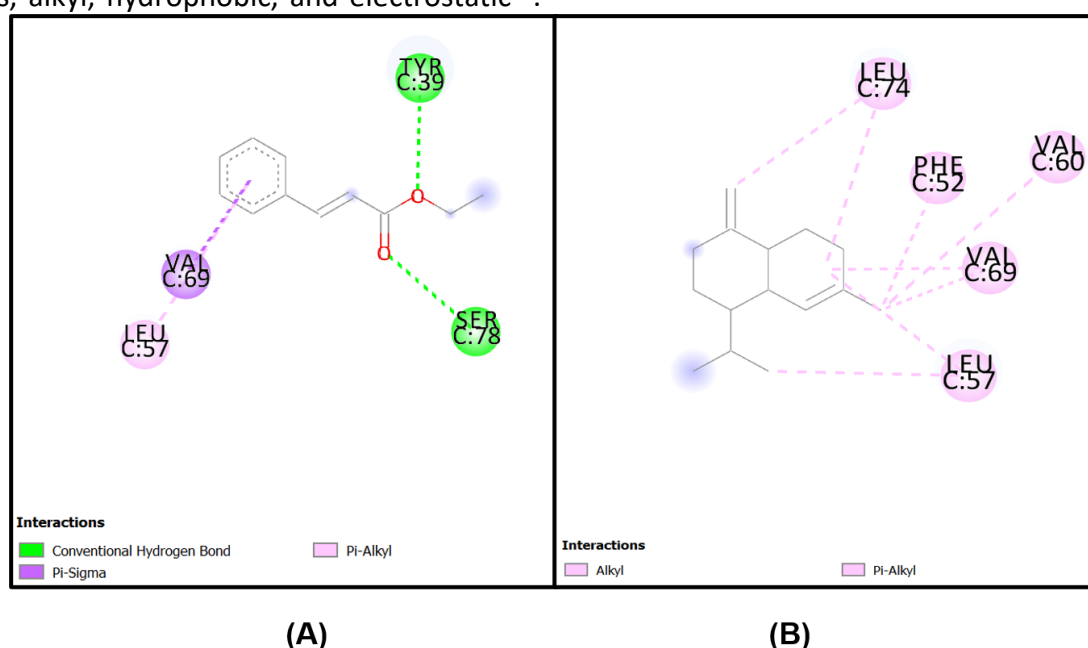 s, alkyl, hydrophobic, and electrostatic
TYR
C:39
VAL
C:69
LEU
C:57
SER
C:78
O
O
Interactions
Conventional Hydrogen Bond
Pi-Alkyl
Pi-Sigma
LEU
C:74
PHE
C:52
VAL
C:60
VAL
C:69
LEU
C:57
Interactions
Alkyl
Pi-Alkyl
(A)
(B)